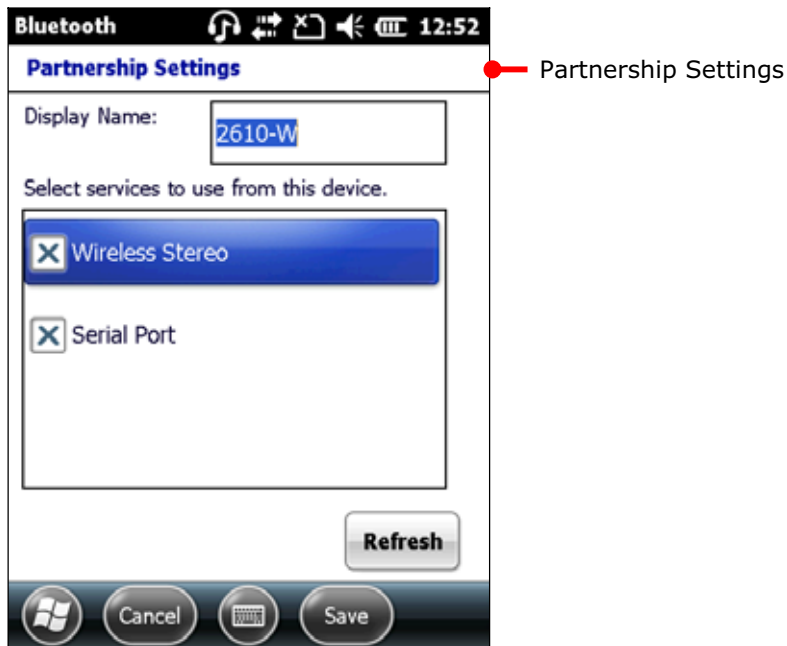 Bluetooth 12:52
Partnership Settings
Partnership Settings
Display Name:
2610-W
Select services to use from this device.
Wireless Stereo
Serial Port
Refresh
Cancel Save